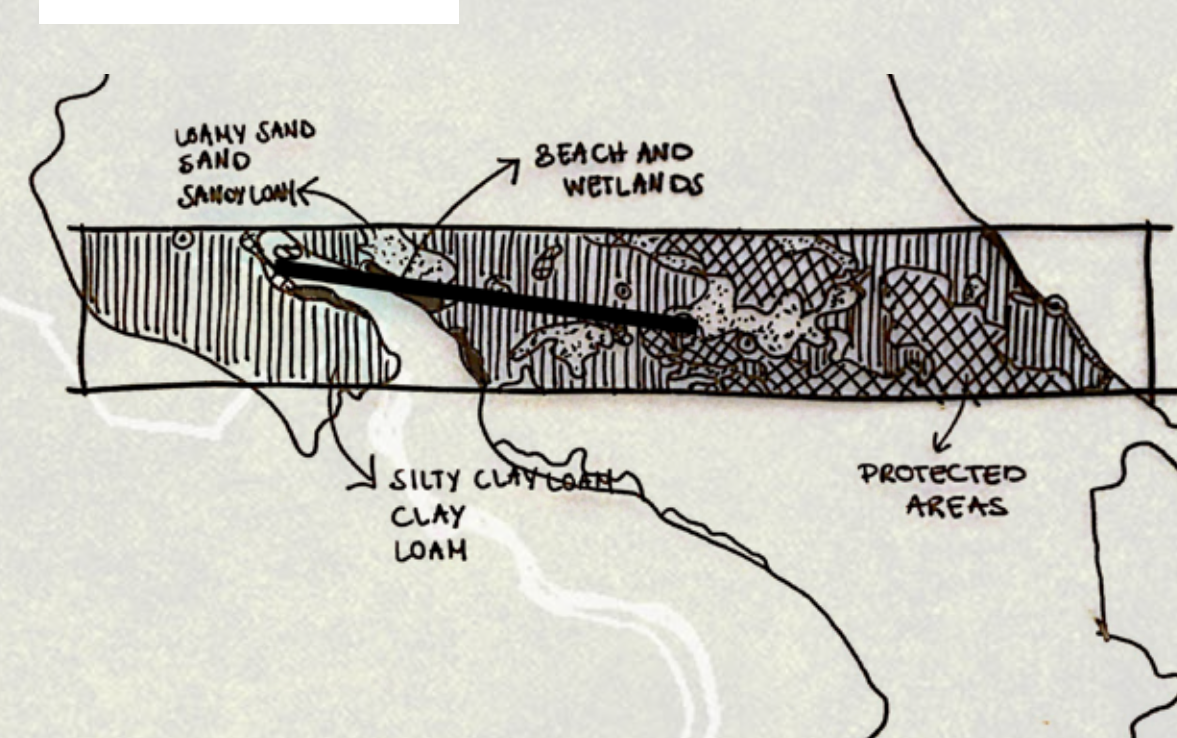 LOAMY SAND
SAND
SANDY LOAM
BEACH AND
WETLANDS
SILTY CLAY LOAM
CLAY
LOAM
PROTECTED
AREAS